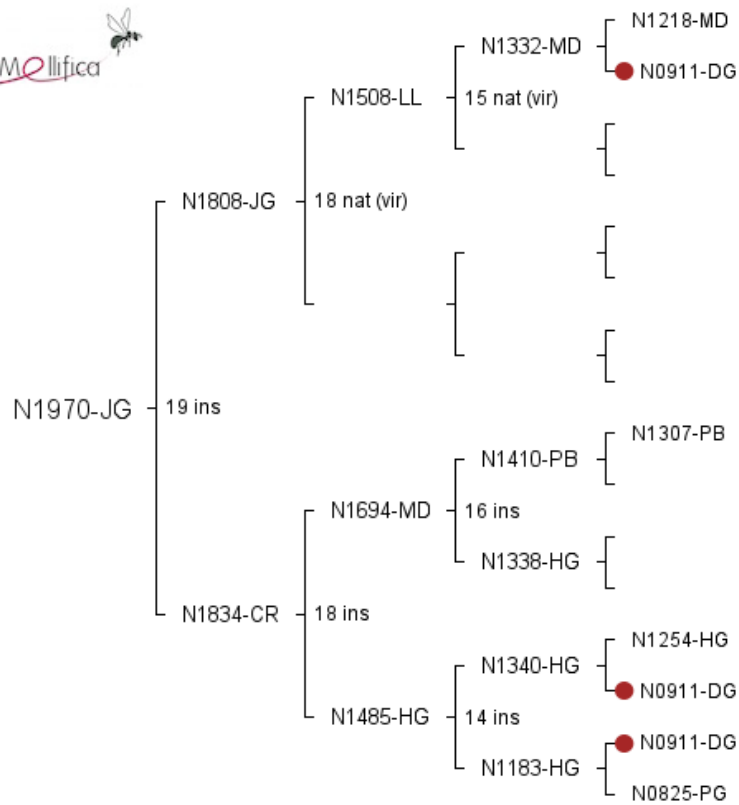 N1218-MD
N1332-MD
Mellifica
N0911-DG
N1508-LL
15 nat (vir)
N1808-JG
18 nat (vir)
N1970-JG
19 ins
N1307-PB
N1410-PB
N1694-MD
16 ins
N1338-HG
N1834-CR
18 ins
N1254-HG
N1340-HG
N0911-DG
N1485-HG
14 ins
N0911-DG
N1183-HG
N0825-PG